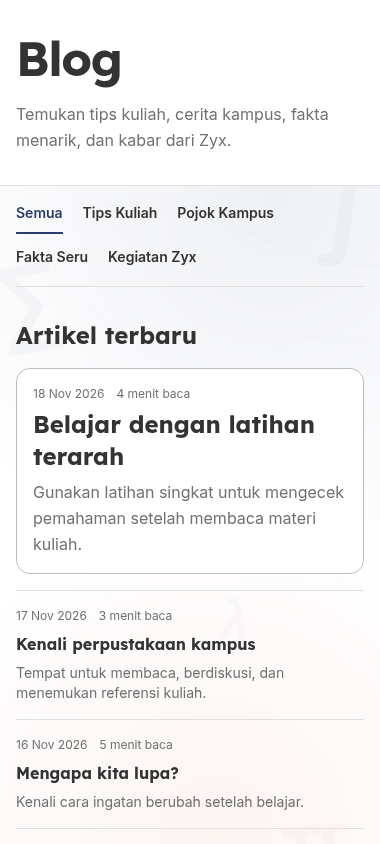 Blog
Temukan tips kuliah, cerita kampus, fakta
menarik, dan kabar dari Zyx.
Semua Tips Kuliah Pojok Kampus
Fakta Seru Kegiatan Zyx
Artikel terbaru
18 Nov 2026 4 menit baca
Belajar dengan latihan
terarah
Gunakan latihan singkat untuk mengecek
pemahaman setelah membaca materi
kuliah.
17 Nov 2026 3 menit baca
Kenali perpustakaan kampus
Tempat untuk membaca, berdiskusi, dan
menemukan referensi kuliah.
16 Nov 2026 5 menit baca
Mengapa kita lupa?
Kenali cara ingatan berubah setelah belajar.